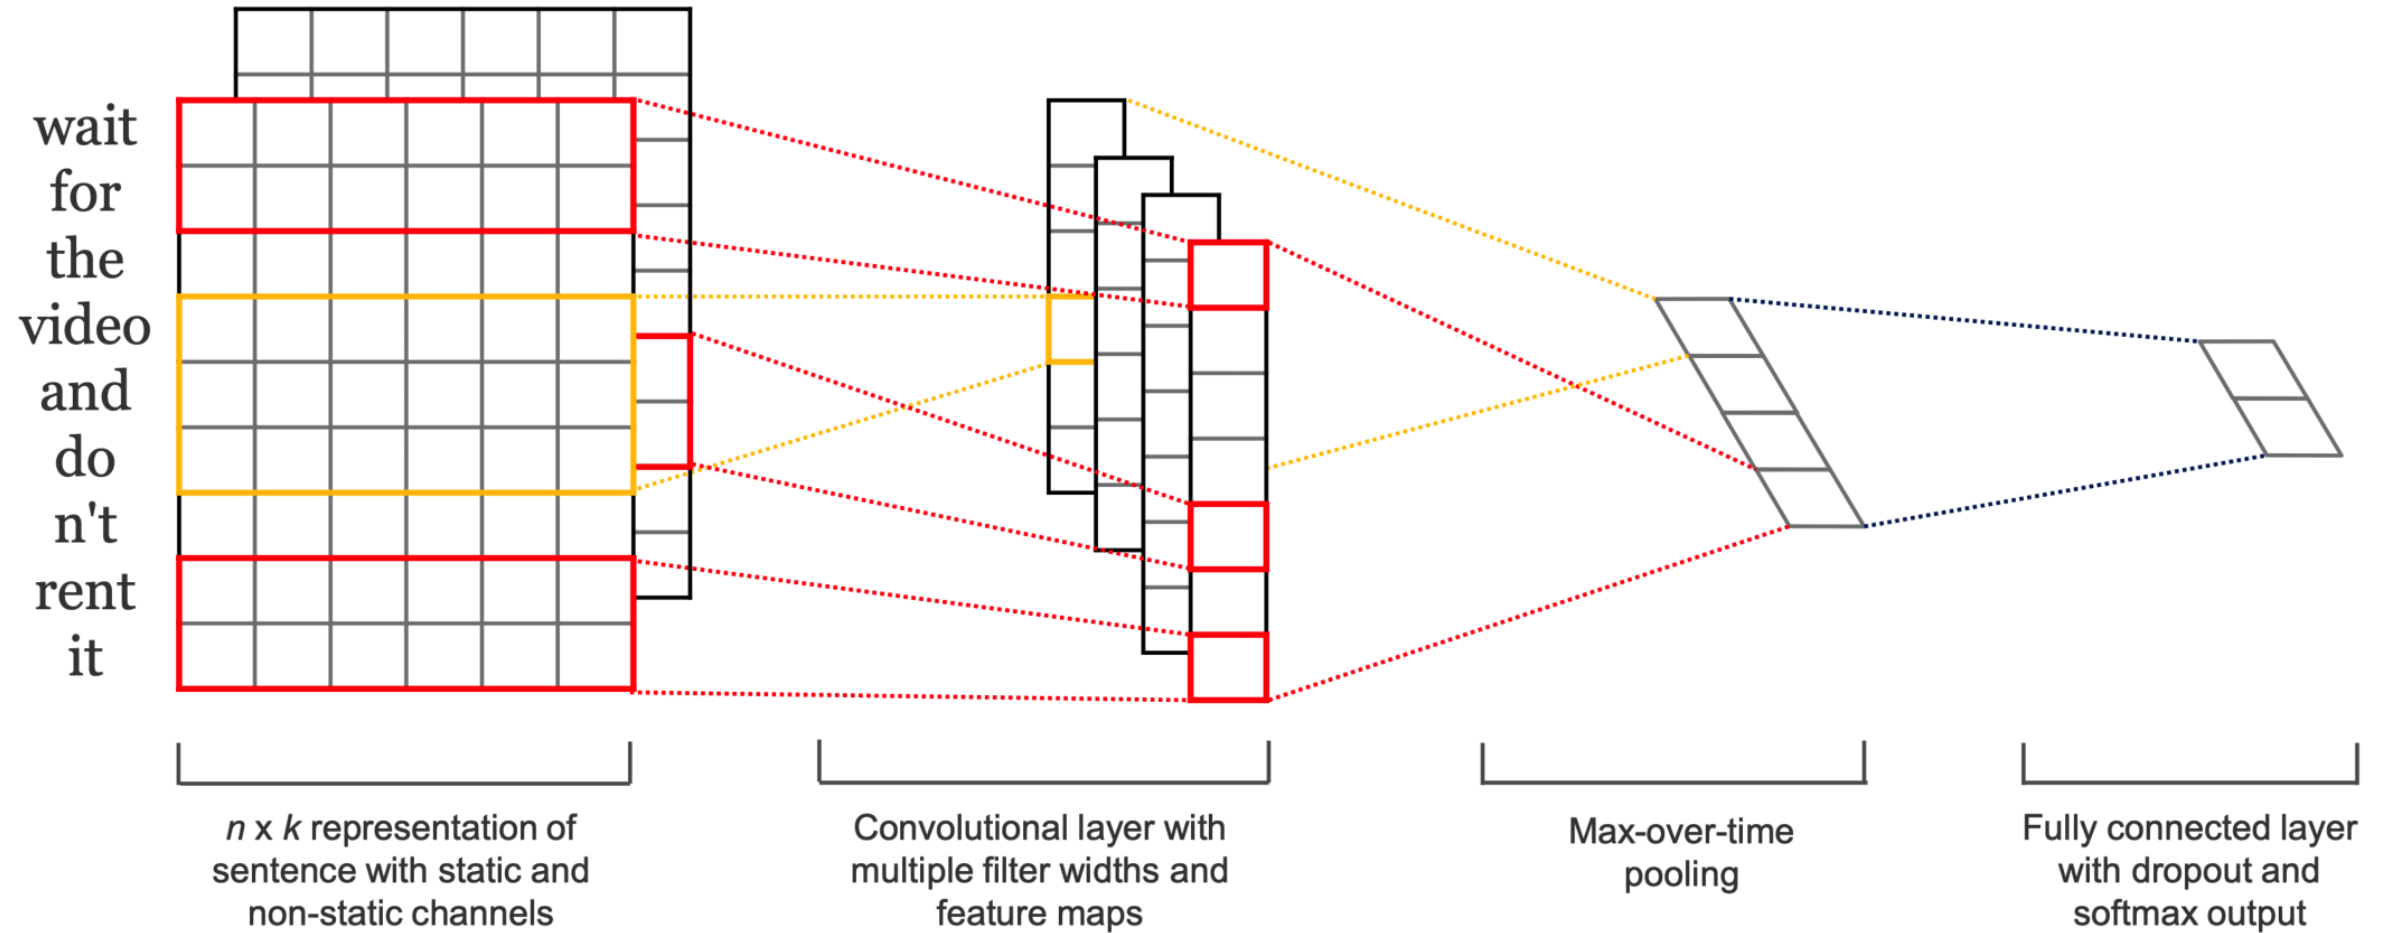 wait
for
the
video
and
do
n't
rent
it
n x k representation of
sentence with static and
non-static channels
Convolutional layer with
multiple filter widths and
feature maps
Max-over-time
pooling
Fully connected layer
with dropout and
softmax output